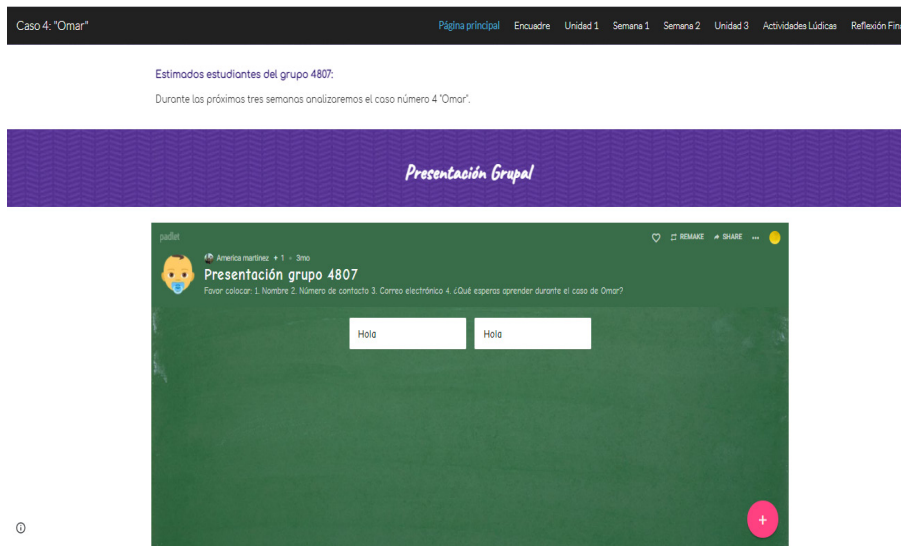 Caso 4: "Omar"
Página principal Encuadre Unidad 1 Semana 1 Semana 2 Unidad 3 Actividades Lúdicas Reflexión Fina
Estimados estudiantes del grupo 4807:
Durante las próximas tres semanas analizaremos el caso número 4 "Omar".
Presentación Grupal
padlet
REMAKE SHARE
America martinez + 1 • 3mo
Presentación grupo 4807
Favor colocar: 1. Nombre 2. Número de contacto 3. Correo electrónico 4. ¿Qué esperas aprender durante el caso de Omar?
Hola Hola